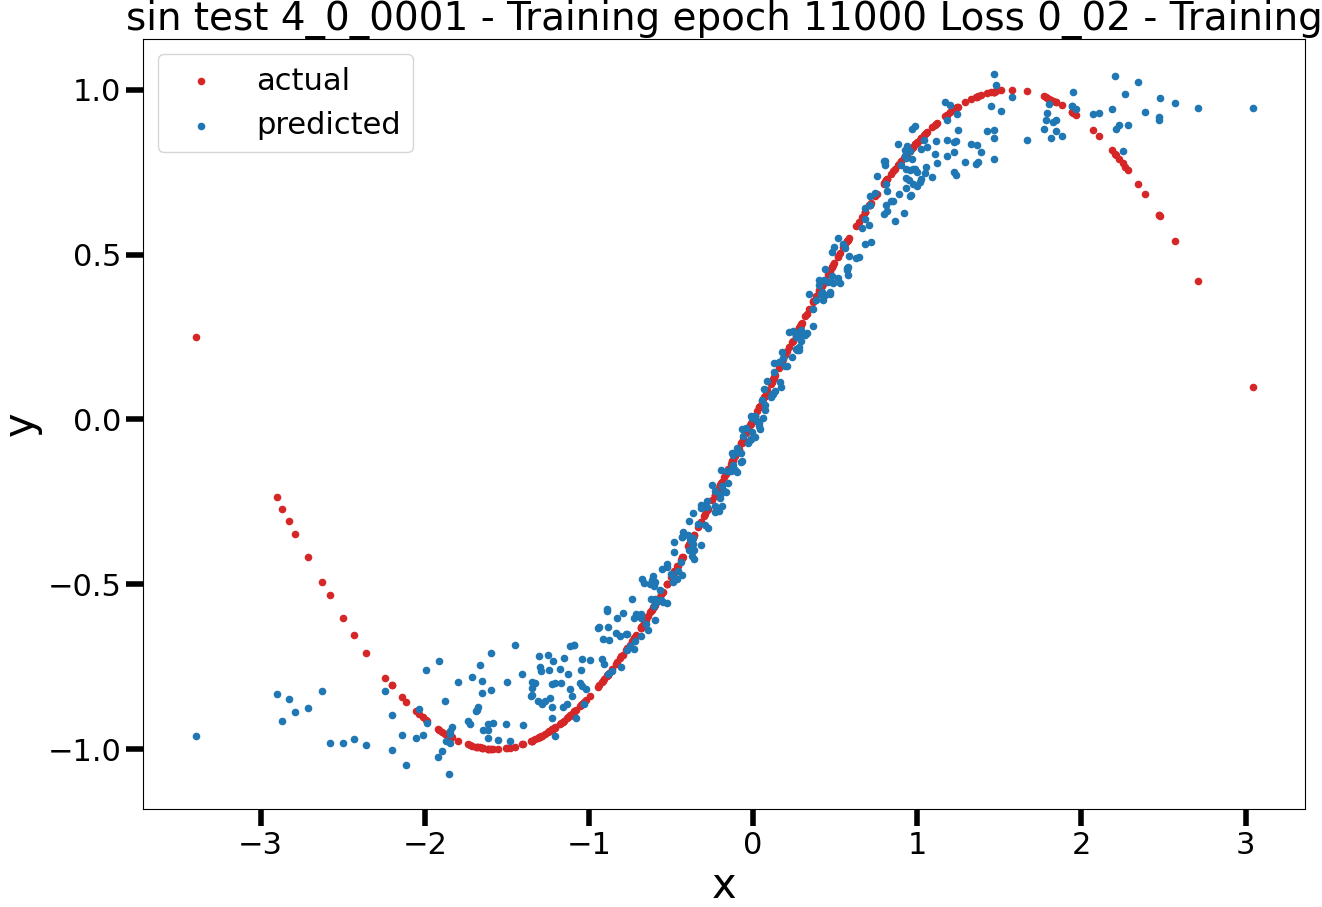 sin test 4_0_0001 - Training epoch 11000 Loss 0_02 - Training
actual
predicted
1.0
0.5
0.0
−0.5
−1.0
y
−3
−2
−1
0
1
2
3
x